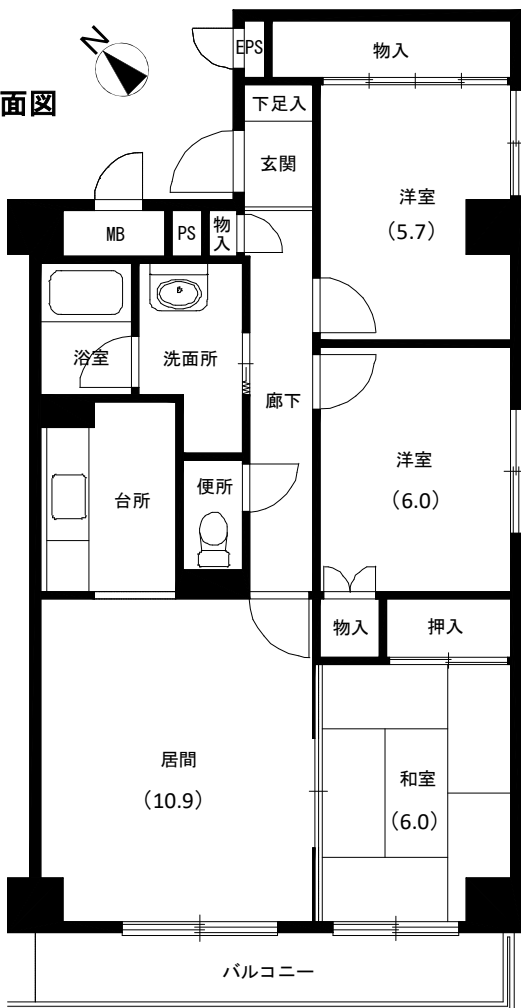 N
EPS
物入
面図
下足入
玄関
洋室
（5.7）
MB
PS
物入
浴室
洗面所
廊下
洋室
（6.0）
台所
便所
物入
押入
居間
（10.9）
和室
（6.0）
バルコニー